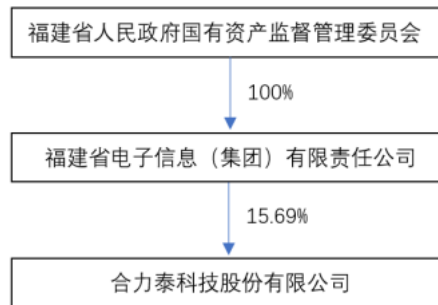 福建省人民政府国有资产监督管理委员会
100%
福建省电子信息（集团）有限责任公司
15.69%
合力泰科技股份有限公司